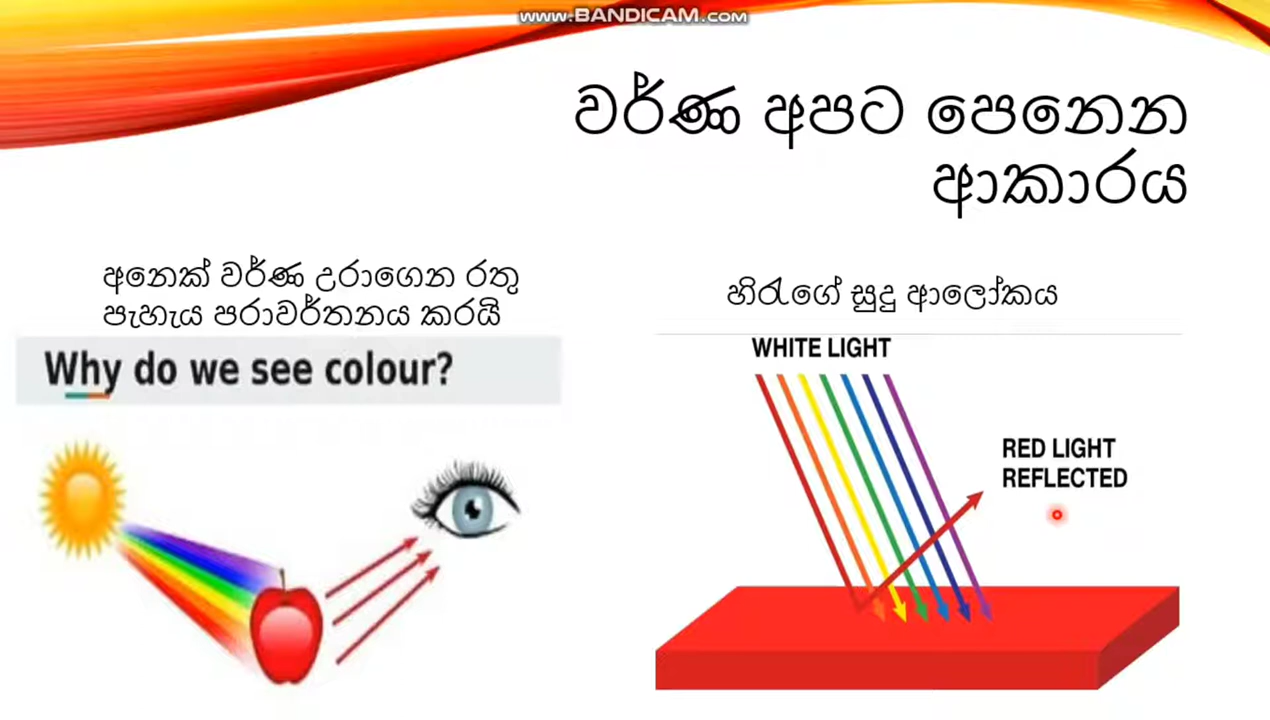 www.BANDICAM.com
වර්ණ අපට පෙනෙන
ආකාරය
අනෙක් වර්ණ උරාගෙන රතු
පැහැය පරාවර්තනය කරයි
Why do we see colour?
හිරැගේ සුදු ආලෝකය
WHITE LIGHT
RED LIGHT
REFLECTED